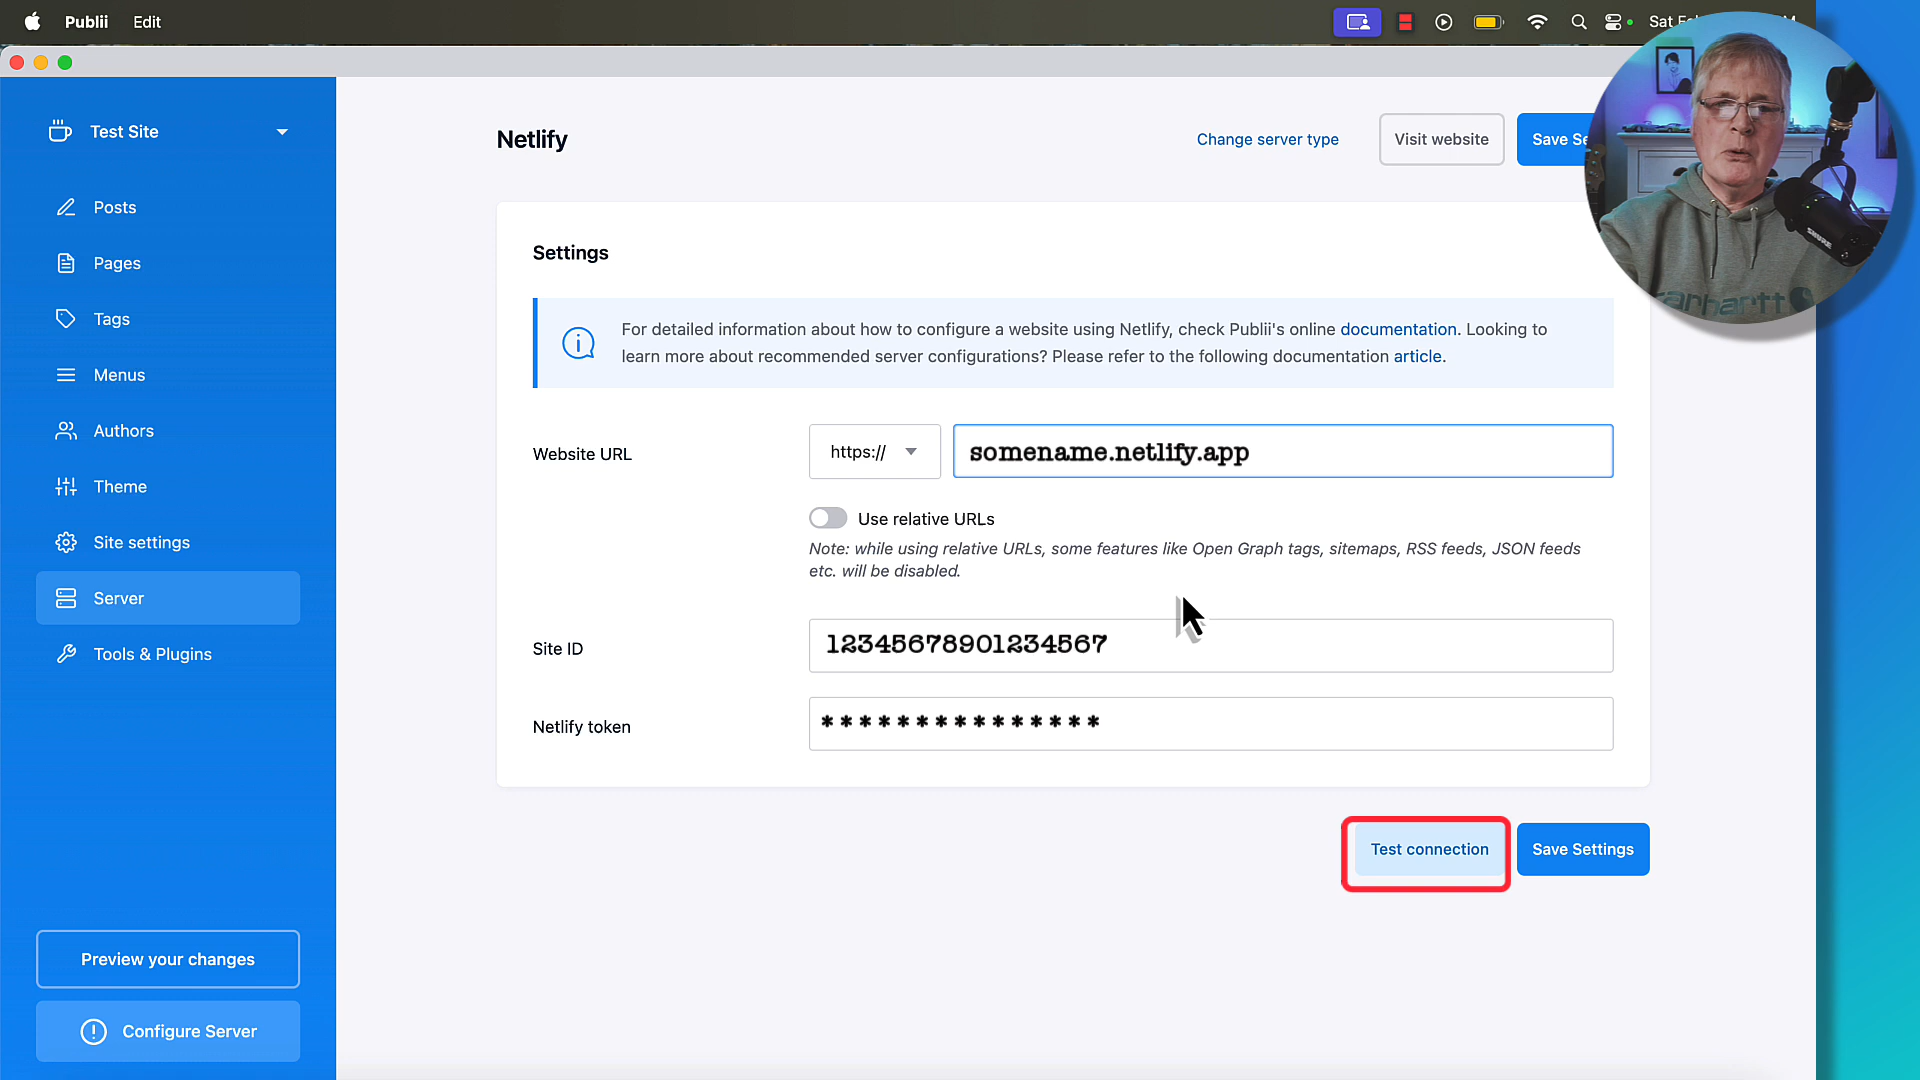 Publii Edit
Sat
Test Site
Posts
Pages
Tags
Menus
Authors
Theme
Site settings
Server
Tools & Plugins
Preview your changes
Configure Server
Netlify
Change server type
Visit website
Save Se
Settings
For detailed information about how to configure a website using Netlify, check Publii's online documentation. Looking to
learn more about recommended server configurations? Please refer to the following documentation article.
Website URL
https://
somename.netlify.app
Use relative URLs
Note: while using relative URLs, some features like Open Graph tags, sitemaps, RSS feeds, JSON feeds
etc. will be disabled.
Site ID
12345678901234567
Netlify token
***************
Test connection
Save Settings
SHURE
carhartt